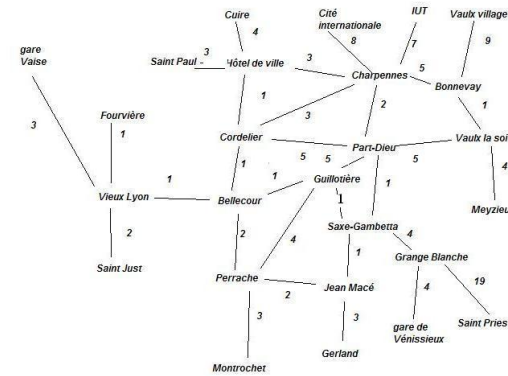 Cuire
Cité
internationale
IUT
Vaulx village
4
8
7
9
gare
Vaise
Saint Paul -
3
Hôtel de ville
3
Charpennes
5
Bonnevay
1
3
2
1
3
Fourvière
1
Cordelier
Part-Dieu
Vaulx la soi
5
5
5
4
1
1
1
Guillotière
1
Vieux Lyon
1
Bellecour
Meyzieu
2
2
4
Saxe-Gambetta
4
1
Grange Blanche
Saint Just
Perrache
2
Jean Macé
4
19
3
3
gare de
Vénissieux
Saint Pries
Montrochet
Gerland